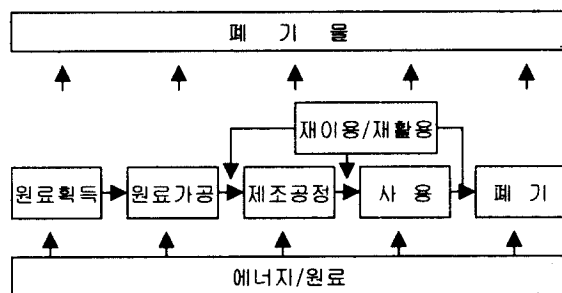 폐 기 물
재이용/재활용
원료획득
원료가공
제조공정
사 용
폐 기
에너지/원료